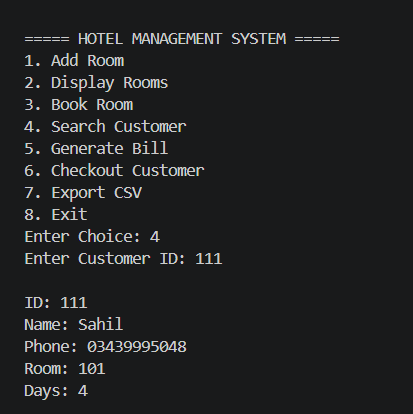 ===== HOTEL MANAGEMENT SYSTEM =====
1. Add Room
2. Display Rooms
3. Book Room
4. Search Customer
5. Generate Bill
6. Checkout Customer
7. Export CSV
8. Exit
Enter Choice: 4
Enter Customer ID: 111
ID: 111
Name: Sahil
Phone: 03439995048
Room: 101
Days: 4